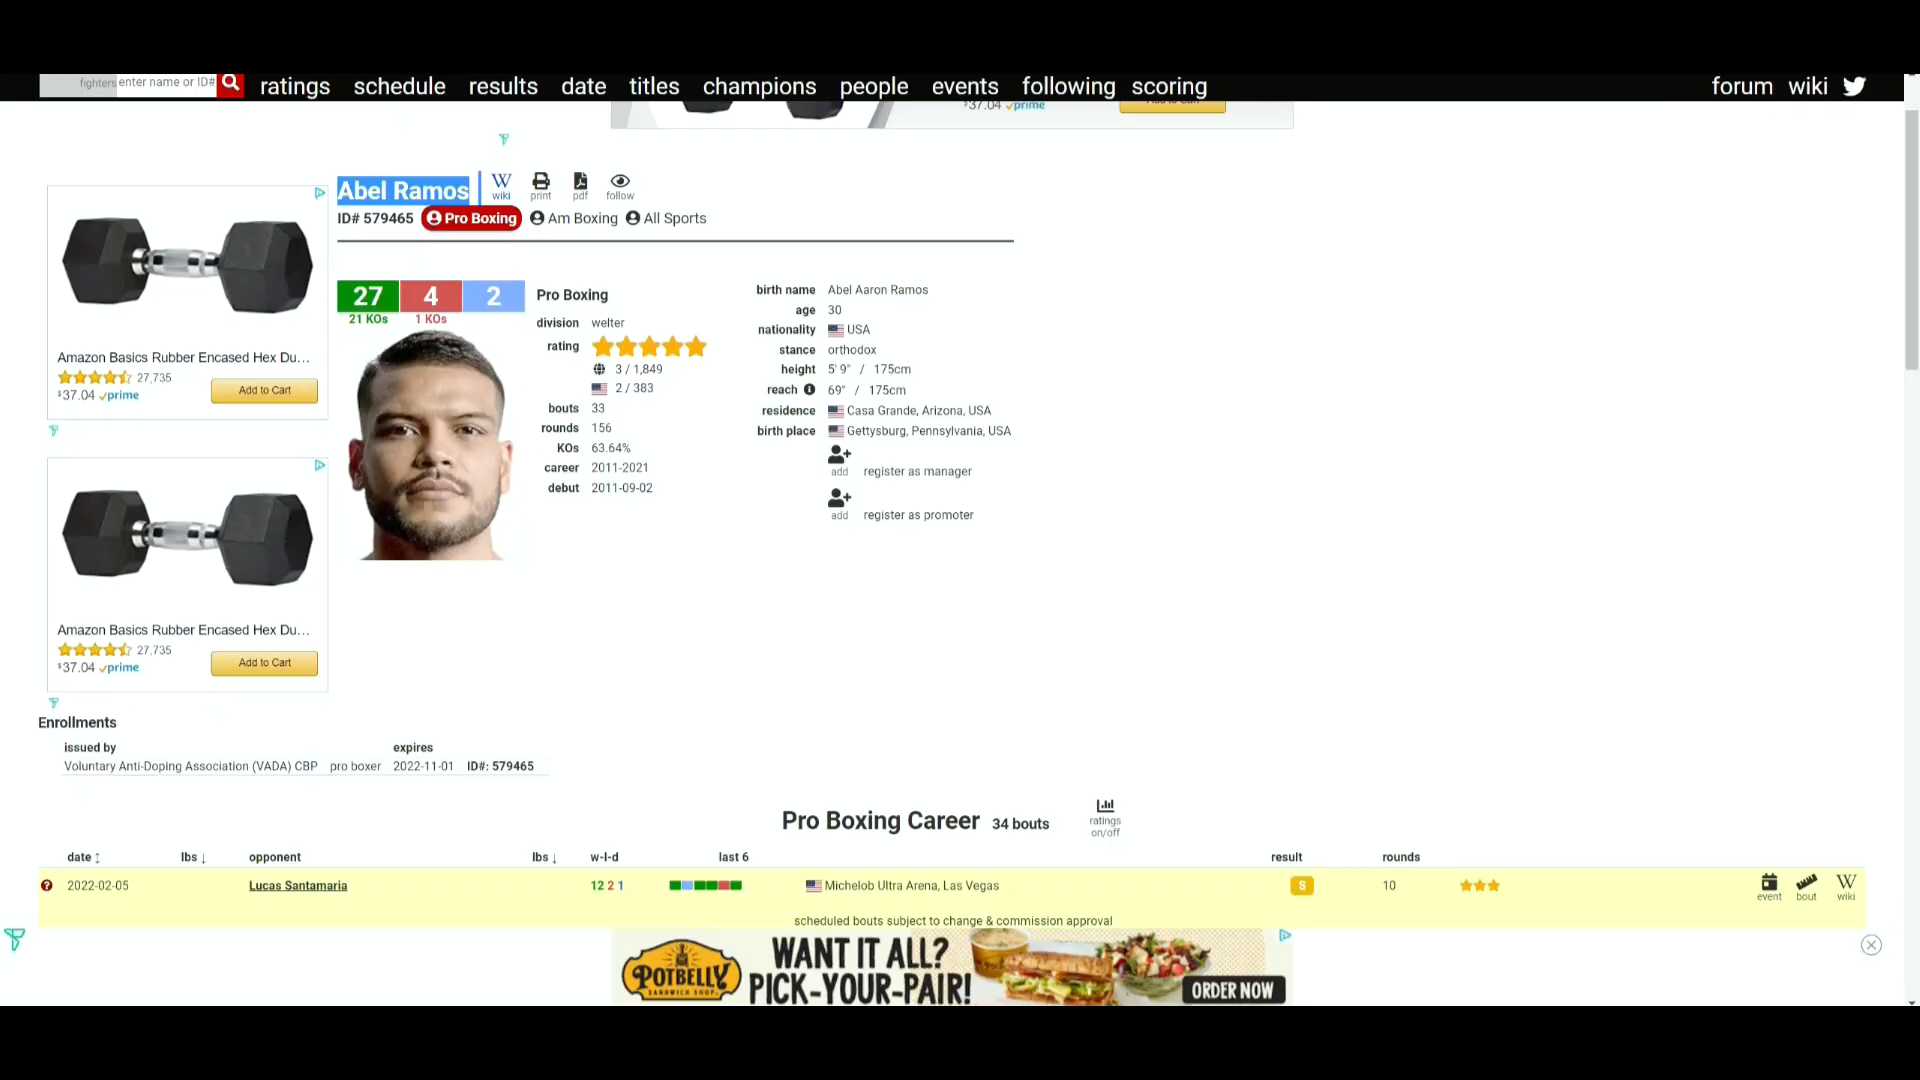 fighters enter name or ID# ratings schedule results date titles champions people events following scoring forum wiki
$37.04 prime Add to Cart
Abel Ramos W wiki print pdf follow
ID# 579465 Pro Boxing Am Boxing All Sports
27 4 2
21 KOs 1 KOs
Pro Boxing
division welter
rating
3 / 1,849
2 / 383
bouts 33
rounds 156
KOs 63.64%
career 2011-2021
debut 2011-09-02
birth name Abel Aaron Ramos
age 30
nationality USA
stance orthodox
height 5' 9" / 175cm
reach 69" / 175cm
residence Casa Grande, Arizona, USA
birth place Gettysburg, Pennsylvania, USA
add register as manager
add register as promoter
Amazon Basics Rubber Encased Hex Du...
27,735
$37.04 prime Add to Cart
Amazon Basics Rubber Encased Hex Du...
27,735
$37.04 prime Add to Cart
Enrollments
issued by expires
Voluntary Anti-Doping Association (VADA) CBP pro boxer 2022-11-01 ID#: 579465
Pro Boxing Career 34 bouts
ratings
on/off
date lbs opponent lbs w-l-d last 6 result rounds
2022-02-05 Lucas Santamaria 12 2 1 Michelob Ultra Arena, Las Vegas S 10 event bout W wiki
scheduled bouts subject to change & commission approval
POTBELLY
SANDWICH SHOP
WANT IT ALL?
PICK-YOUR-PAIR!
ORDER NOW